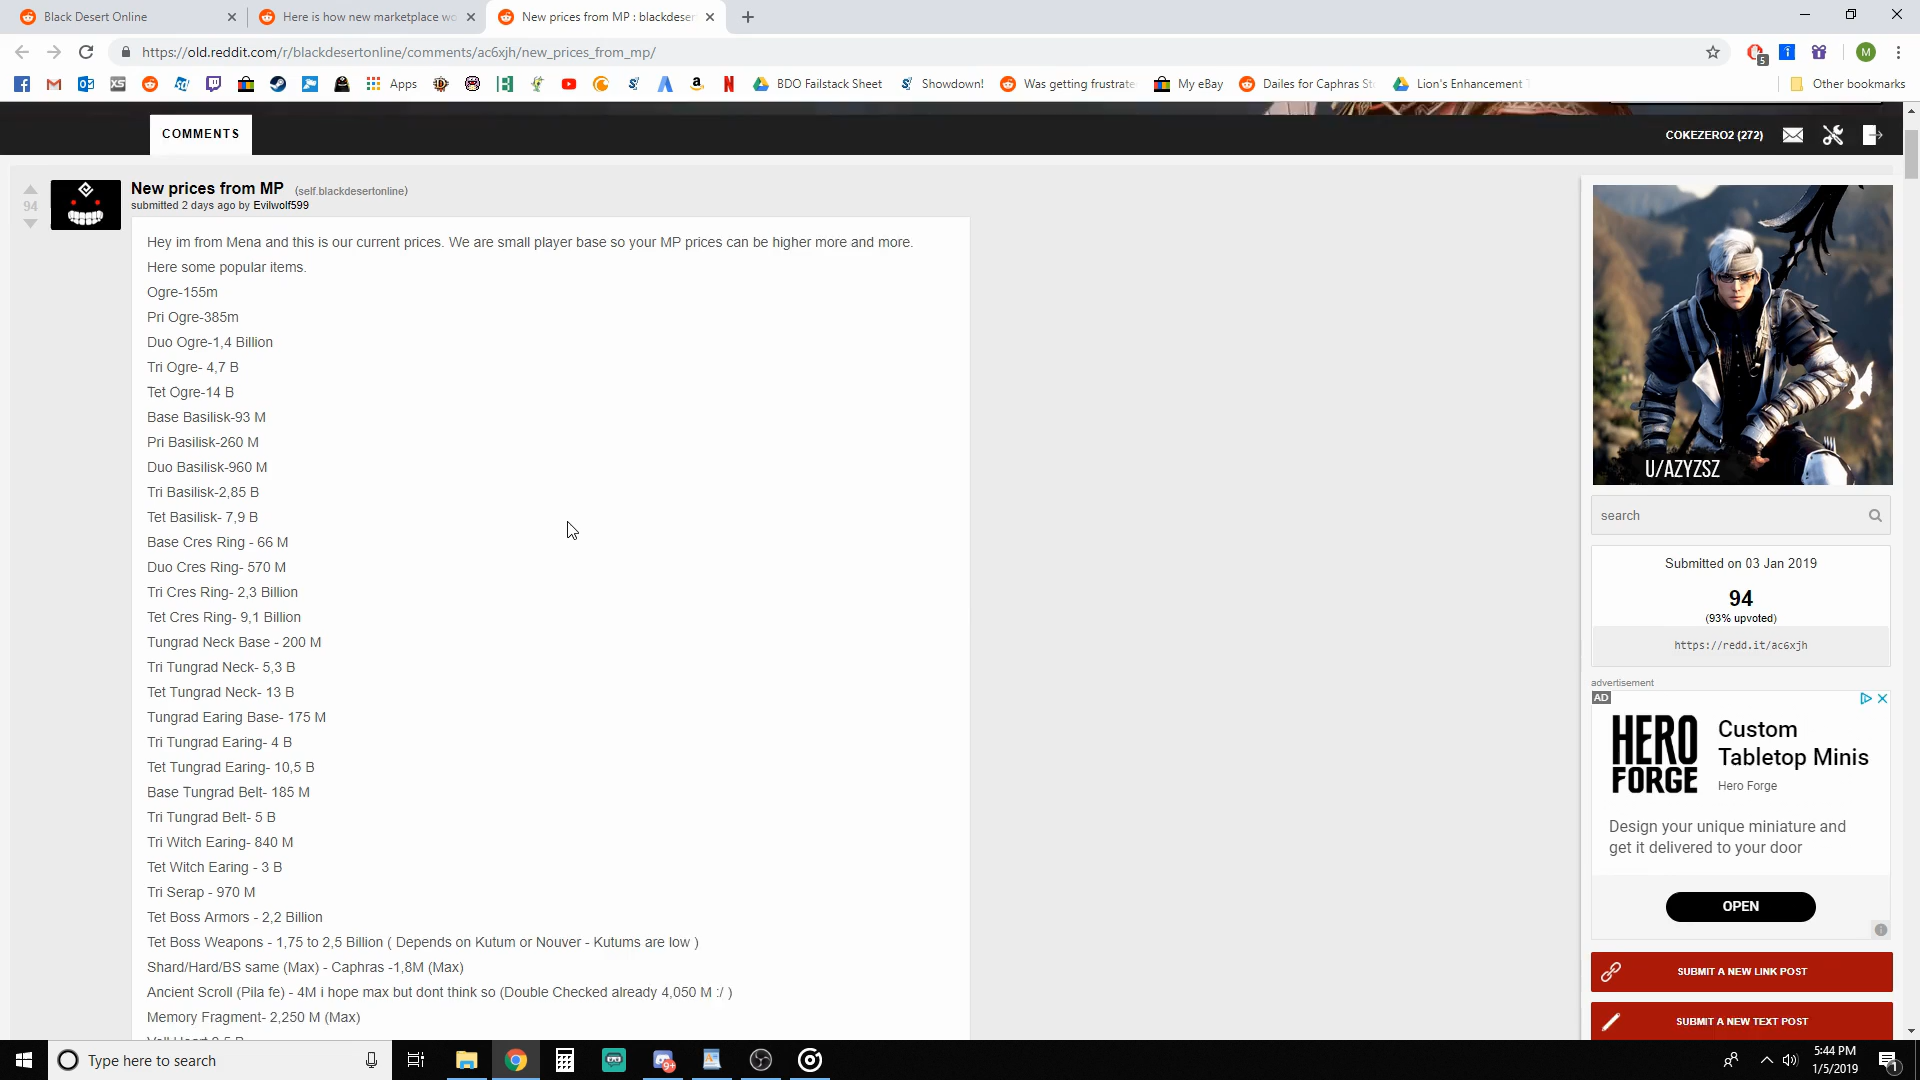 Black Desert Online
Here is how new marketplace wo
New prices from MP : blackdeser
https://old.reddit.com/r/blackdesertonline/comments/ac6xjh/new_prices_from_mp/
5
M
Apps
BDO Failstack Sheet
Showdown!
Was getting frustrate
My eBay
Dailes for Caphras St
Lion's Enhancement T
Other bookmarks
COMMENTS
COKEZERO2 (272)
New prices from MP (self.blackdesertonline)
94
submitted 2 days ago by Evilwolf599
Hey im from Mena and this is our current prices. We are small player base so your MP prices can be higher more and more.
Here some popular items.
Ogre-155m
Pri Ogre-385m
Duo Ogre-1,4 Billion
Tri Ogre- 4,7 B
Tet Ogre-14 B
Base Basilisk-93 M
Pri Basilisk-260 M
Duo Basilisk-960 M
Tri Basilisk-2,85 B
Tet Basilisk- 7,9 B
Base Cres Ring - 66 M
Duo Cres Ring- 570 M
Tri Cres Ring- 2,3 Billion
Tet Cres Ring- 9,1 Billion
Tungrad Neck Base - 200 M
Tri Tungrad Neck- 5,3 B
Tet Tungrad Neck- 13 B
Tungrad Earing Base- 175 M
Tri Tungrad Earing- 4 B
Tet Tungrad Earing- 10,5 B
Base Tungrad Belt- 185 M
Tri Tungrad Belt- 5 B
Tri Witch Earing- 840 M
Tet Witch Earing - 3 B
Tri Serap - 970 M
Tet Boss Armors - 2,2 Billion
Tet Boss Weapons - 1,75 to 2,5 Billion ( Depends on Kutum or Nouver - Kutums are low )
Shard/Hard/BS same (Max) - Caphras -1,8M (Max)
Ancient Scroll (Pila fe) - 4M i hope max but dont think so (Double Checked already 4,050 M :/ )
Memory Fragment- 2,250 M (Max)
U/AZYZSZ
search
Submitted on 03 Jan 2019
94
(93% upvoted)
https://redd.it/ac6xjh
advertisement
AD
HERO
FORGE
Custom
Tabletop Minis
Hero Forge
Design your unique miniature and
get it delivered to your door
OPEN
SUBMIT A NEW LINK POST
SUBMIT A NEW TEXT POST
Type here to search
9+
5:44 PM
1/5/2019
1